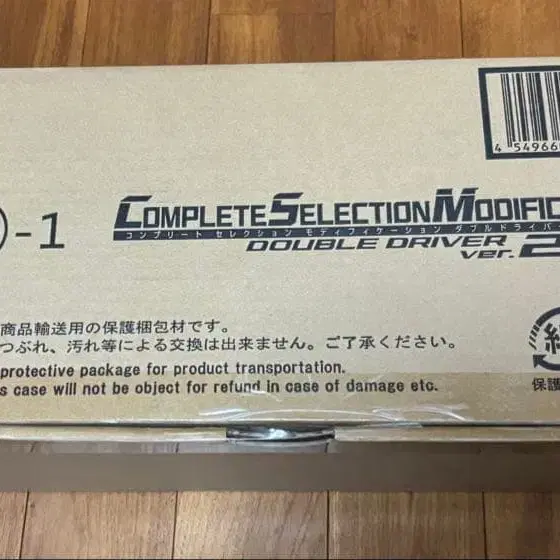 4 54966
-1
COMPLETE SELECTION MODIFIC
コンプリート セレクション モディフィケーション ダブルドライバー
DOUBLE DRIVER
ver. 2
商品輸送用の保護梱包材です。
つぶれ、汚れ等による交換は出来ません。ご了承ください。
protective package for product transportation.
s case will not be object for refund in case of damage etc.
保護